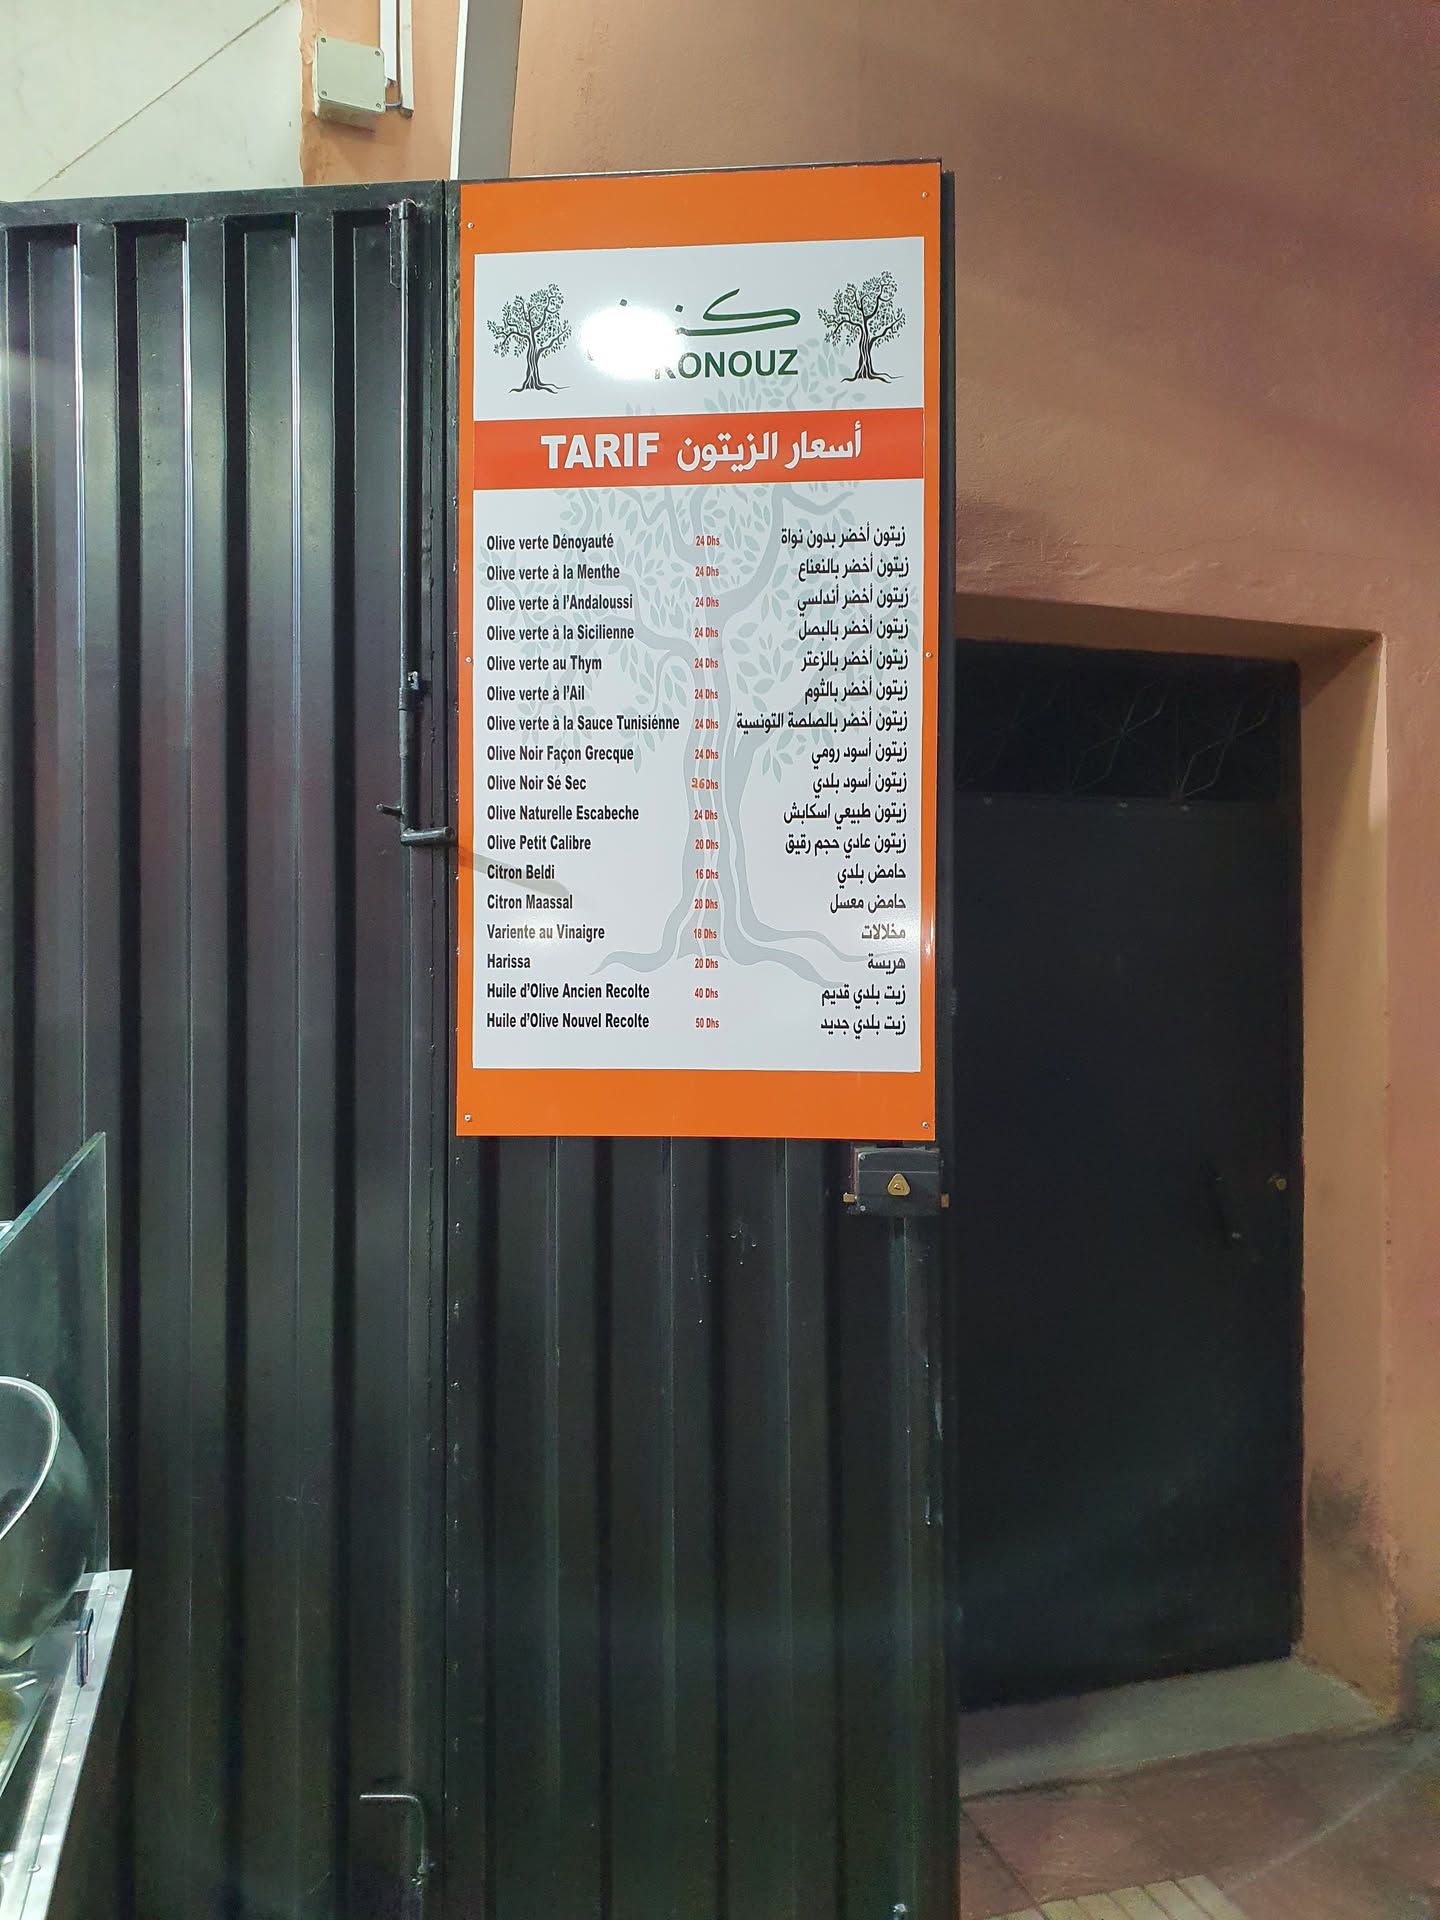 KONOUZ
TARIF أسعار الزيتون
Olive verte Dénoyauté 24 Dhs زيتون أخضر بدون نواة
Olive verte à la Menthe 24 Dhs زيتون أخضر بالنعناع
Olive verte à l'Andaloussi 24 Dhs زيتون أخضر أندلسي
Olive verte à la Sicilienne 24 Dhs زيتون أخضر بالبصل
Olive verte au Thym 24 Dhs زيتون أخضر بالزعتر
Olive verte à l'Ail 24 Dhs زيتون أخضر بالثوم
Olive verte à la Sauce Tunisiénne 24 Dhs زيتون أخضر بالصلصة التونسية
Olive Noir Façon Grecque 24 Dhs زيتون أسود رومي
Olive Noir Sé Sec 26 Dhs زيتون أسود بلدي
Olive Naturelle Escabeche 24 Dhs زيتون طبيعي اسكابش
Olive Petit Calibre 20 Dhs زيتون عادي حجم رقيق
Citron Beldi 16 Dhs حامض بلدي
Citron Maassal 20 Dhs حامض معسل
Variente au Vinaigre 18 Dhs مخلالات
Harissa 20 Dhs هريسة
Huile d'Olive Ancien Recolte 40 Dhs زيت بلدي قديم
Huile d'Olive Nouvel Recolte 50 Dhs زيت بلدي جديد